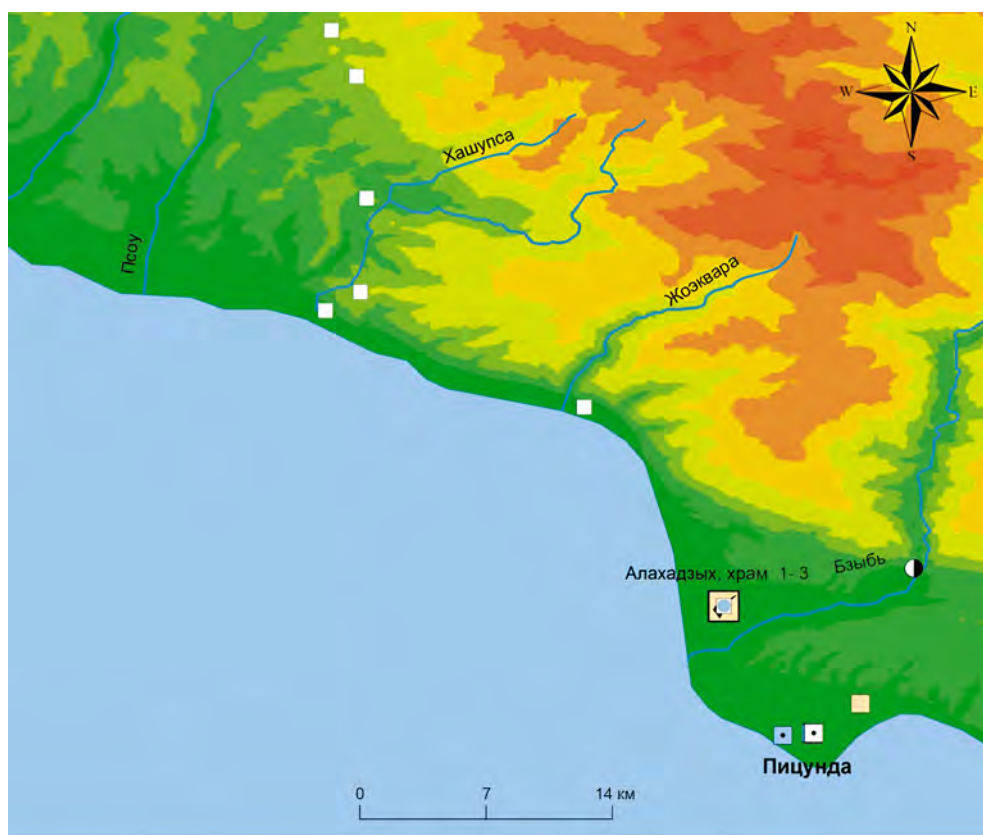 N
W E
S
Хашупса
Псоу
Жоэквара
Бзыбь
Алахадзых, храм 1- 3
Пицунда
0 7 14 км